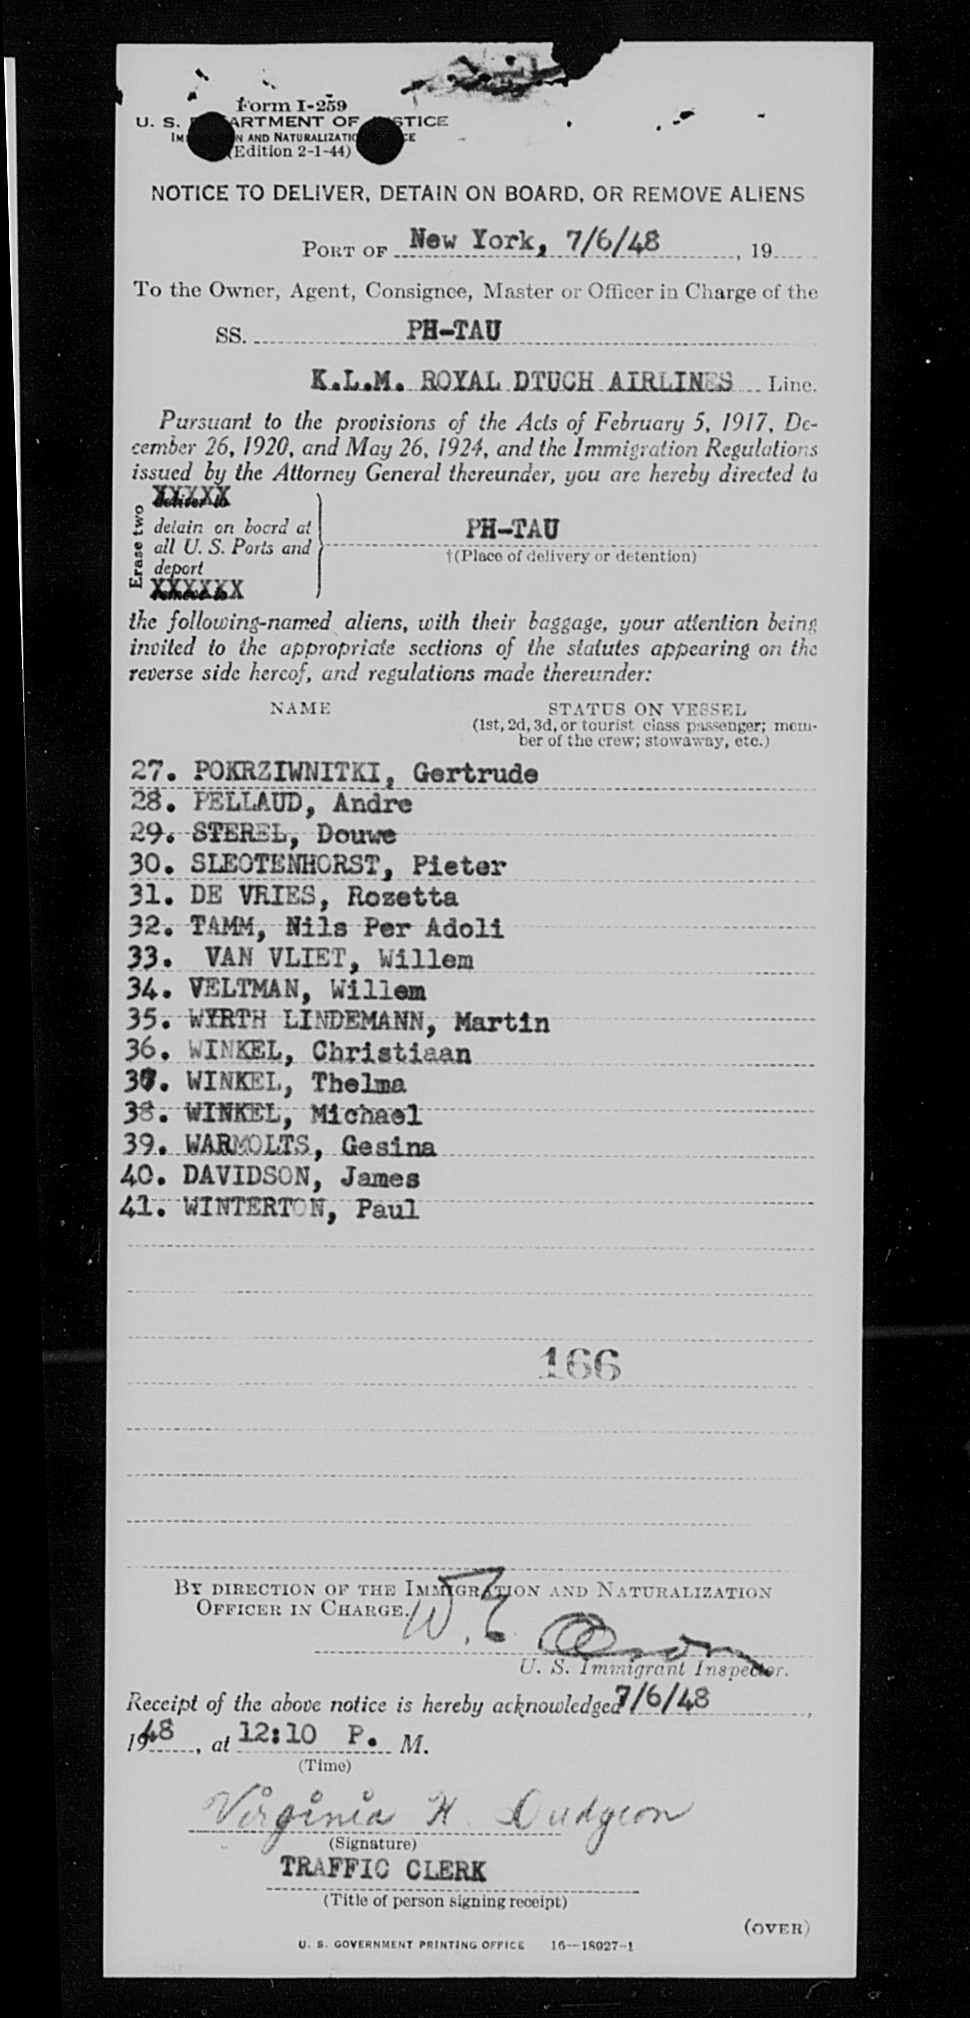 Form I-259
U. S. DEPARTMENT OF JUSTICE
IMMIGRATION AND NATURALIZATION SERVICE
(Edition 2-1-44)
NOTICE TO DELIVER, DETAIN ON BOARD, OR REMOVE ALIENS
PORT OF New York, 7/6/48, 19
To the Owner, Agent, Consignee, Master or Officer in Charge of the
SS. PH-TAU
K.L.M. ROYAL DTUCH AIRLINES Line.
Pursuant to the provisions of the Acts of February 5, 1917, De-
cember 26, 1920, and May 26, 1924, and the Immigration Regulations
issued by the Attorney General thereunder, you are hereby directed to
Erase two
XXXXX
deliver to
detain on board at
all U. S. Ports and
deport
XXXXXX
remove to
PH-TAU
†(Place of delivery or detention)
the following-named aliens, with their baggage, your attention being
invited to the appropriate sections of the statutes appearing on the
reverse side hereof, and regulations made thereunder:
NAME STATUS ON VESSEL
(1st, 2d, 3d, or tourist class passenger; mem-
ber of the crew; stowaway, etc.)
27. POKRZIWNITKI, Gertrude
28. PELLAUD, Andre
29. STEREL, Douwe
30. SLEOTENHORST, Pieter
31. DE VRIES, Rozetta
32. TAMM, Nils Per Adoli
33. VAN VLIET, Willem
34. VELTMAN, Willem
35. WYRTH LINDEMANN, Martin
36. WINKEL, Christiaan
37. WINKEL, Thelma
38. WINKEL, Michael
39. WARMOLTS, Gesina
40. DAVIDSON, James
41. WINTERTON, Paul
166
BY DIRECTION OF THE IMMIGRATION AND NATURALIZATION
OFFICER IN CHARGE.
W. E.
U. S. Immigrant Inspector.
Receipt of the above notice is hereby acknowledged 7/6/48,
1948, at 12:10 P. M.
(Time)
Virginia H. Dudgeon
(Signature)
TRAFFIC CLERK
(Title of person signing receipt)
(OVER)
U. S. GOVERNMENT PRINTING OFFICE 16—18027-1